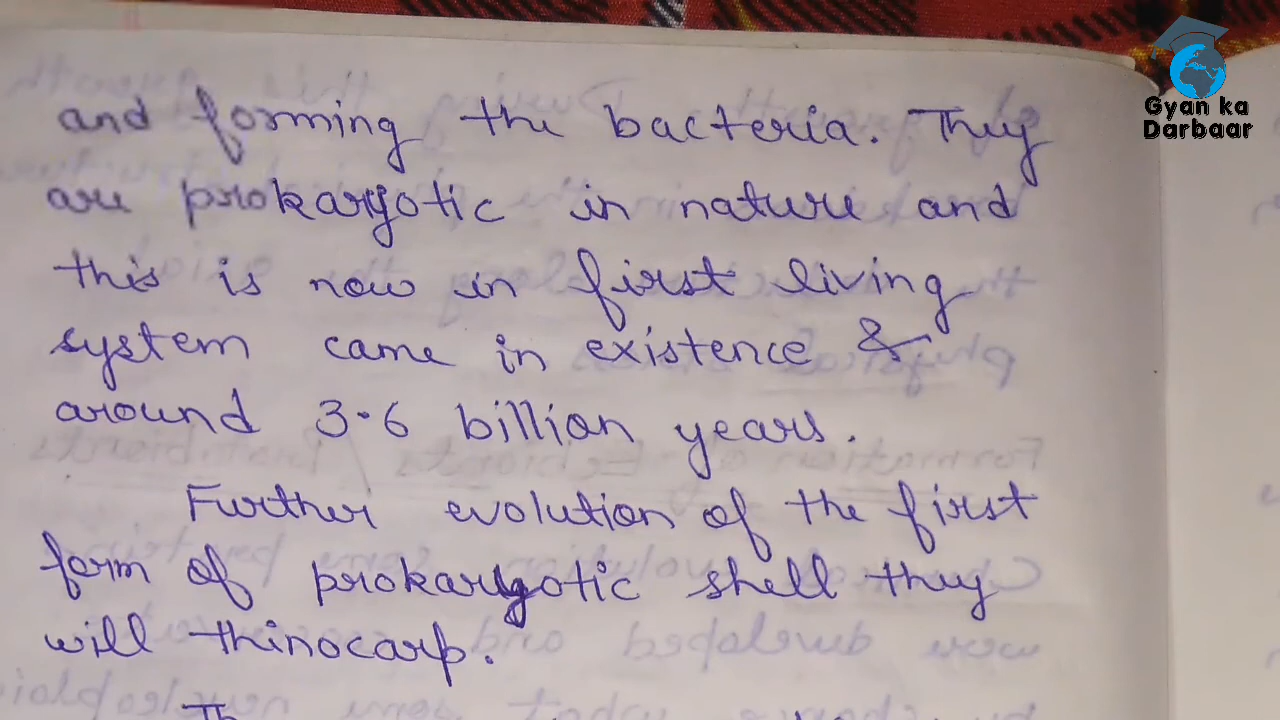 Gyan ka
Darbaar
and forming the bacteria. They
are prokaryotic in nature and
this is now in first living
system came in existence &
around 3.6 billion years.
Further evolution of the first
form of prokaryotic shell they
will thinocarp.
Th